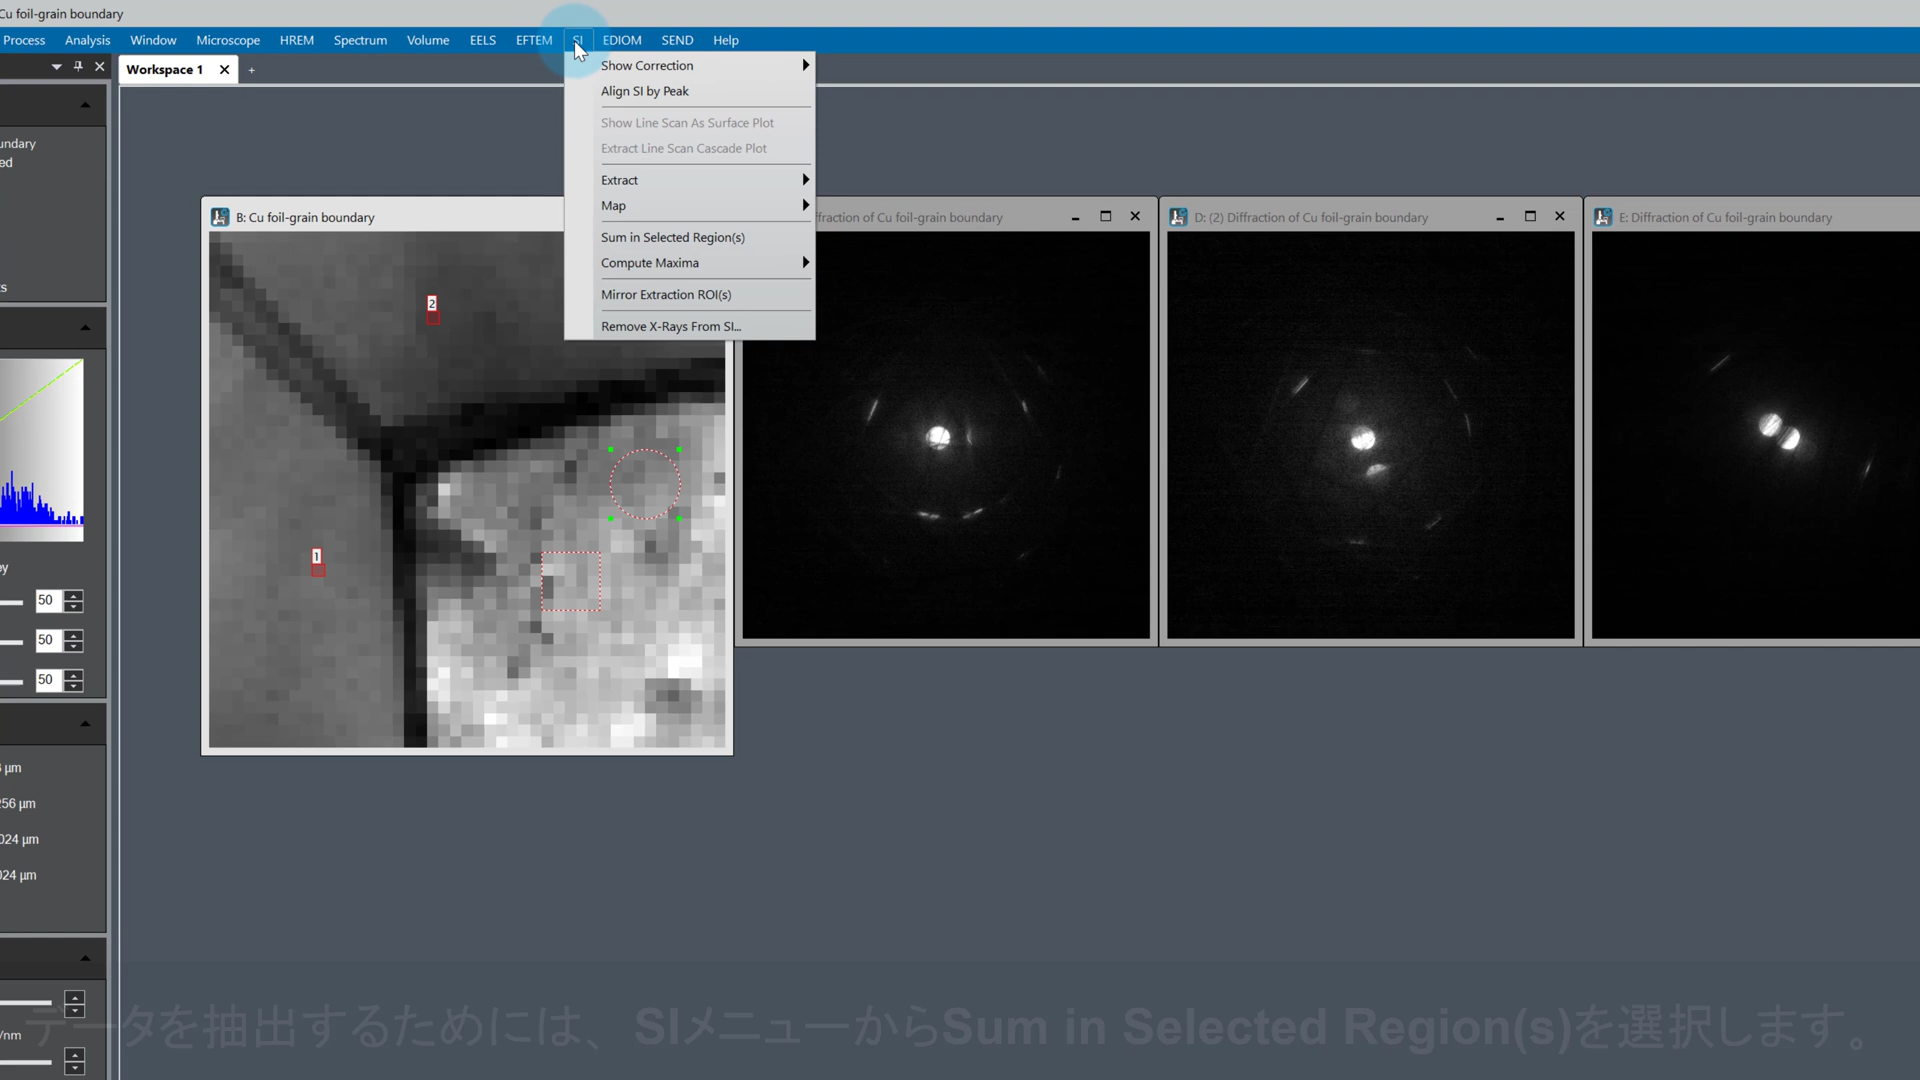 Cu foil-grain boundary
Process Analysis Window Microscope HREM Spectrum Volume EELS EFTEM SI EDIOM SEND Help
Workspace 1
Show Correction
Align SI by Peak
Show Line Scan As Surface Plot
Extract Line Scan Cascade Plot
Extract
Map
Sum in Selected Region(s)
Compute Maxima
Mirror Extraction ROI(s)
Remove X-Rays From SI...
B: Cu foil-grain boundary
fraction of Cu foil-grain boundary
D: (2) Diffraction of Cu foil-grain boundary
E: Diffraction of Cu foil-grain boundary
2
1
undary
ed
s
ey
50
50
50
µm
256 µm
024 µm
024 µm
/nm
データを抽出するためには、SIメニューからSum in Selected Region(s)を選択します。